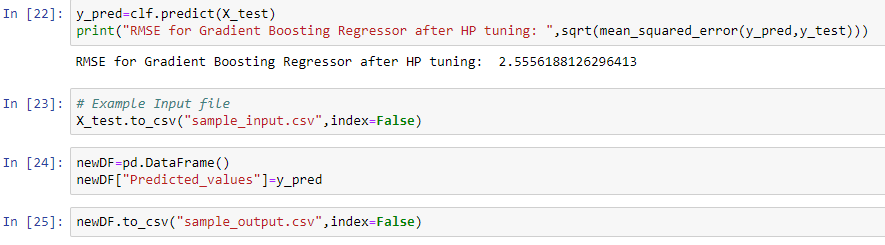 In [22]: y_pred=clf.predict(X_test)
print("RMSE for Gradient Boosting Regressor after HP tuning: ",sqrt(mean_squared_error(y_pred,y_test)))
RMSE for Gradient Boosting Regressor after HP tuning:  2.5556188126296413
In [23]: # Example Input file
X_test.to_csv("sample_input.csv",index=False)
In [24]: newDF=pd.DataFrame()
newDF["Predicted_values"]=y_pred
In [25]: newDF.to_csv("sample_output.csv",index=False)